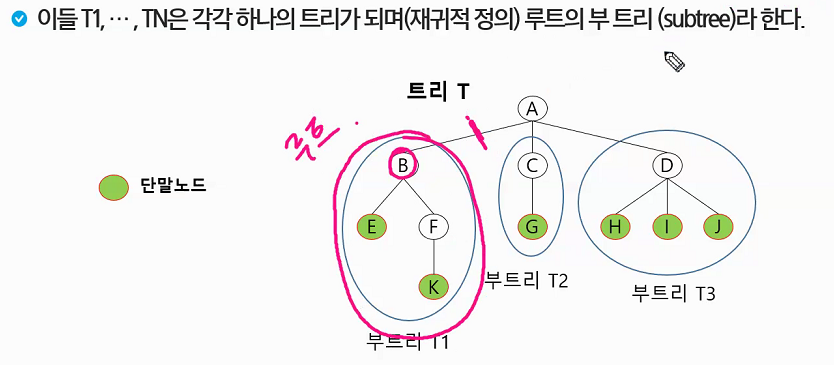 이들 T1, … , TN은 각각 하나의 트리가 되며(재귀적 정의) 루트의 부 트리 (subtree)라 한다.
트리 T
A
B
C
D
단말노드
E
F
G
H
I
J
K
부트리 T1
부트리 T2
부트리 T3